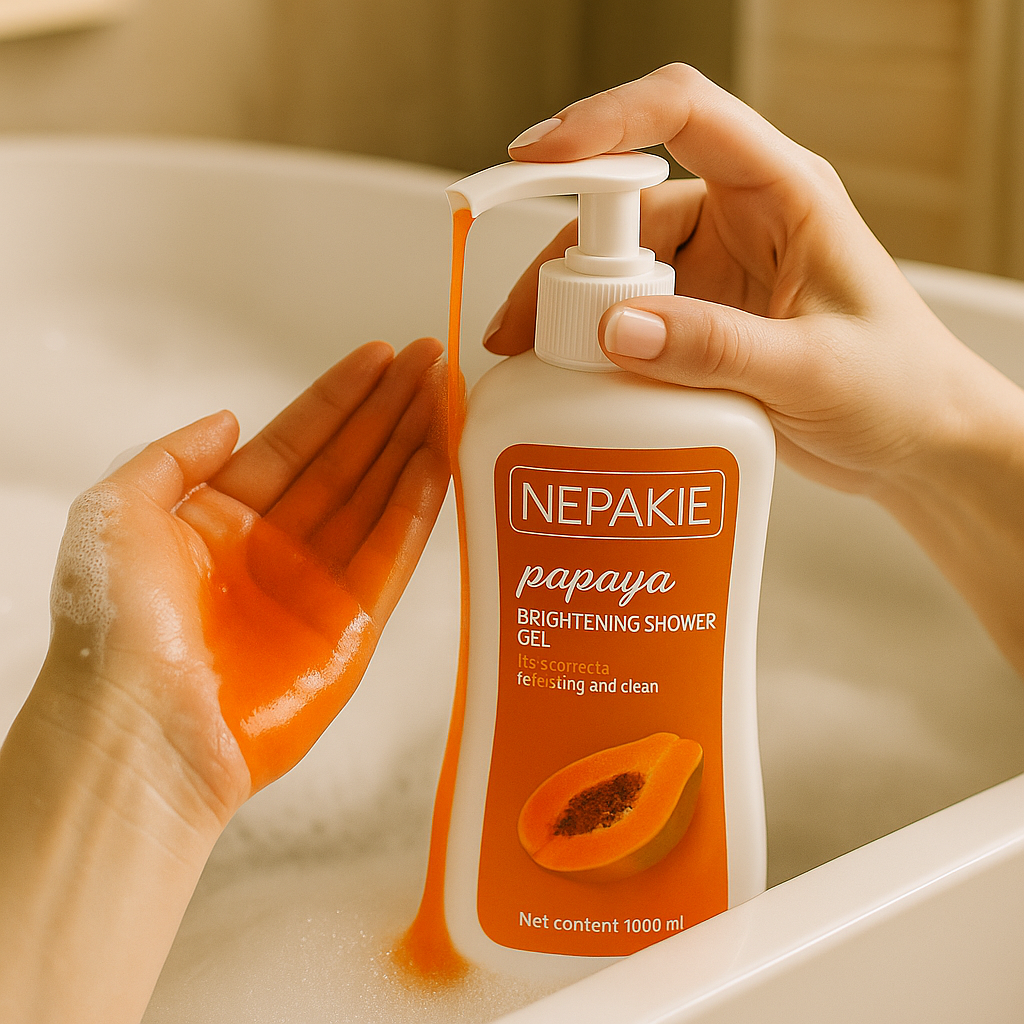 NEPAKIE
papaya
BRIGHTENING SHOWER
GEL
Its scorrecta
fefeisting and clean
Net content 1000 ml